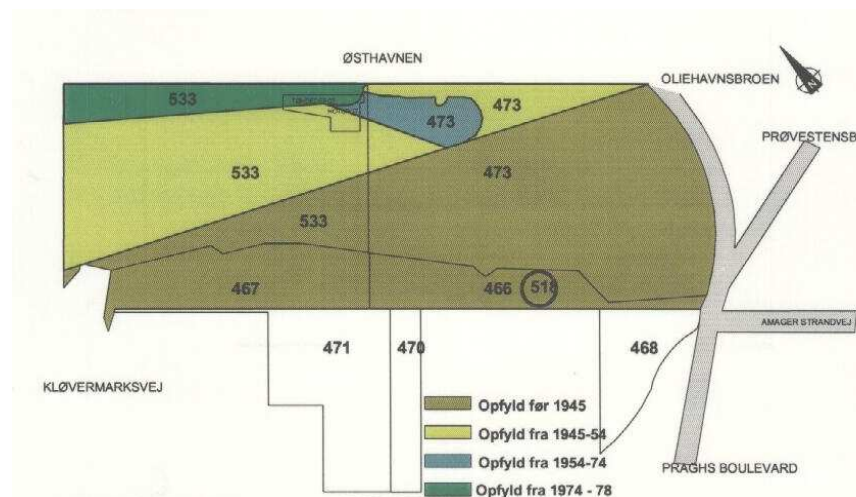 ØSTHAVNEN
OLIEHAVNSBROEN
PRØVESTENSB
533
473
473
533
473
533
467
466
518
AMAGER STRANDVEJ
471
470
468
KLØVERMARKSVEJ
Opfyld før 1945
Opfyld fra 1945-54
Opfyld fra 1954-74
PRAGHS BOULEVARD
Opfyld fra 1974 - 78